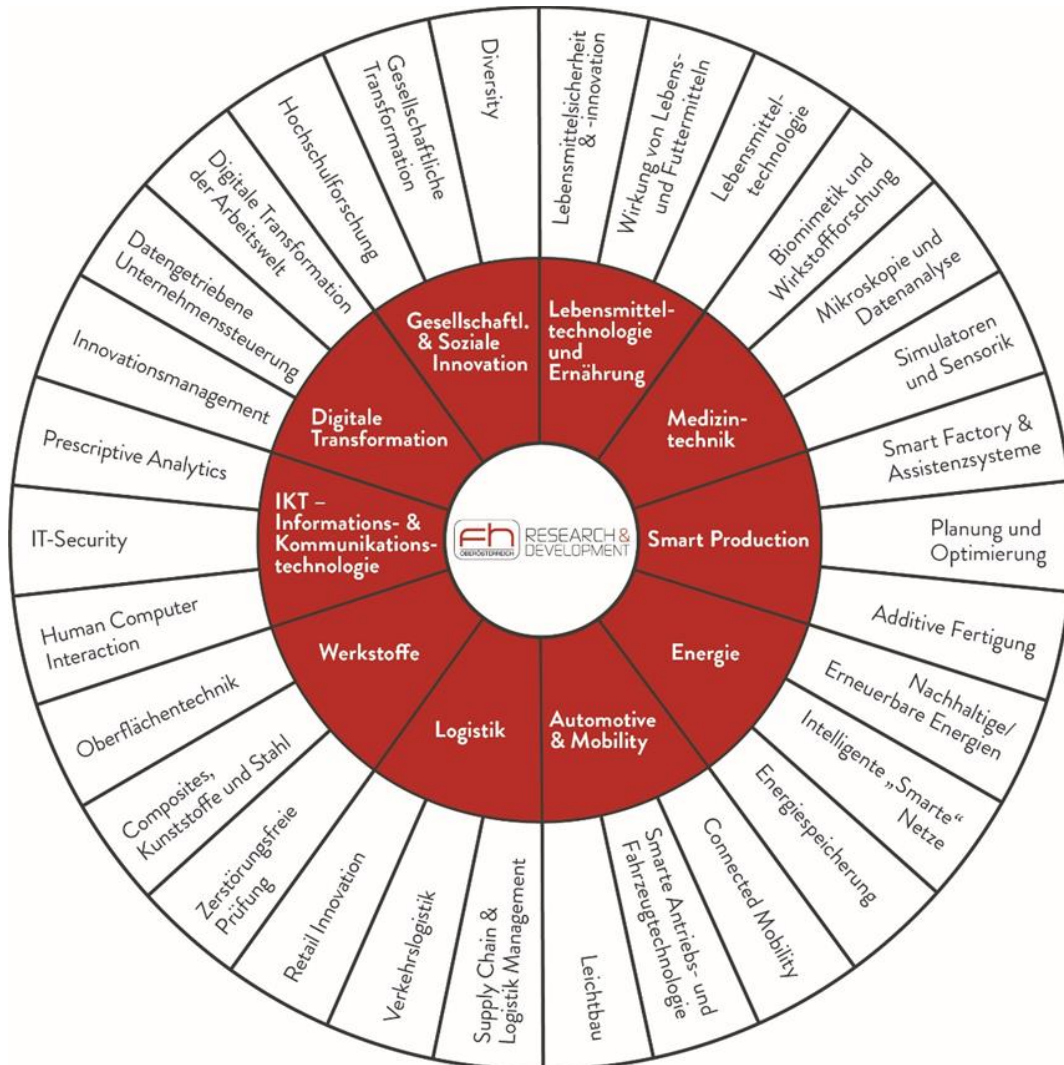 Diversity
Lebensmittelsicherheit
& -innovation
Wirkung von Lebens-
und Futtermitteln
Lebensmittel-
technologie
Biomimetik und
Wirkstoffforschung
Mikroskopie und
Datenanalyse
Simulatoren
und Sensorik
Smart Factory &
Assistenzsysteme
Planung und
Optimierung
Additive Fertigung
Nachhaltige/
Erneuerbare Energien
Intelligente „Smarte“
Netze
Energiespeicherung
Connected Mobility
Smarte Antriebs- und
Fahrzeugtechnologie
Leichtbau
Supply Chain &
Logistik Management
Verkehrslogistik
Retail Innovation
Zerstörungsfreie
Prüfung
Composites,
Kunststoffe und Stahl
Oberflächentechnik
Human Computer
Interaction
IT-Security
Prescriptive Analytics
Innovationsmanagement
Datengetriebene
Unternehmenssteuerung
Digitale Transformation
der Arbeitswelt
Hochschulforschung
Gesellschaftliche
Transformation
Gesellschaftl.
& Soziale
Innovation
Lebensmittel-
technologie
und
Ernährung
Medizin-
technik
Smart Production
Energie
Automotive
& Mobility
Logistik
Werkstoffe
IKT –
Informations- &
Kommunikations-
technologie
Digitale
Transformation
fh
OBERÖSTERREICH
RESEARCH &
DEVELOPMENT